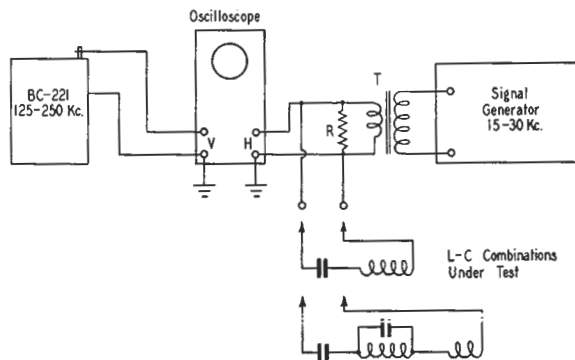 Oscilloscope
BC-221
125-250 Kc.
V
H
R
T
Signal
Generator
15-30 Kc.
L-C Combinations
Under Test